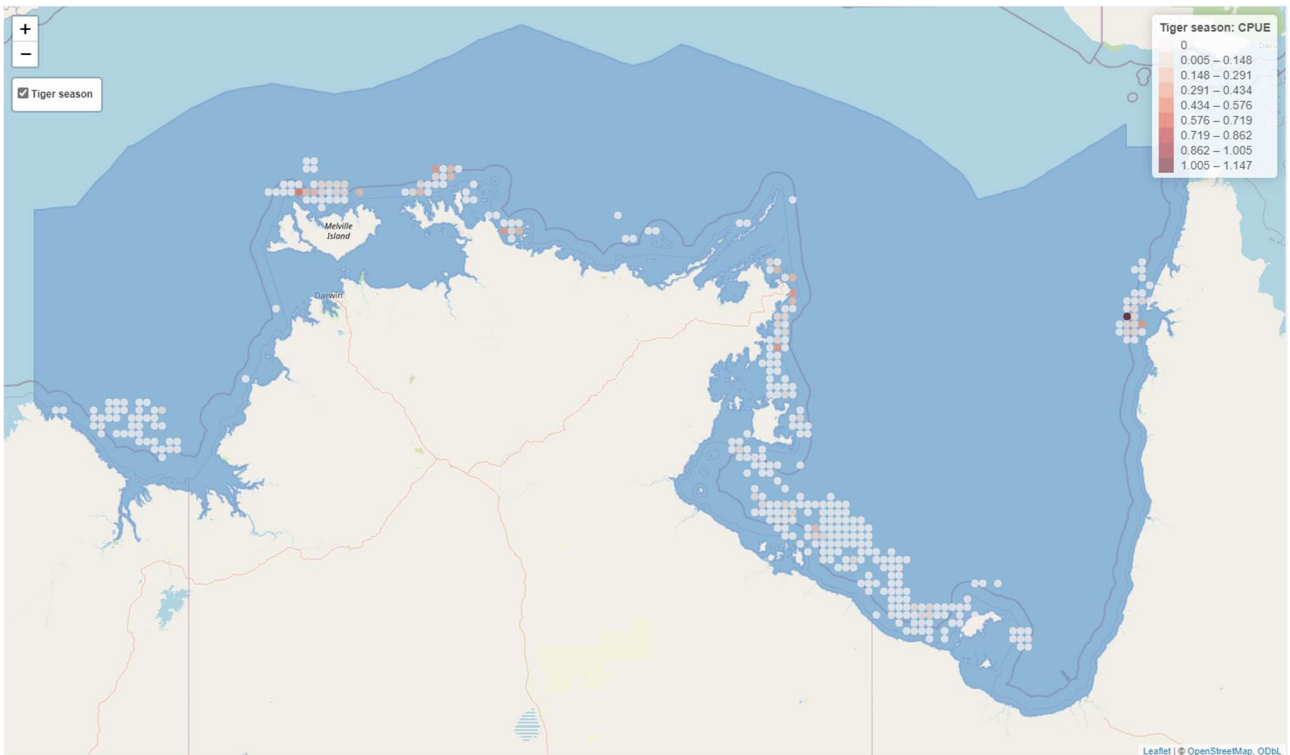 +
−
Tiger season
Tiger season: CPUE
0
0.005 – 0.148
0.148 – 0.291
0.291 – 0.434
0.434 – 0.576
0.576 – 0.719
0.719 – 0.862
0.862 – 1.005
1.005 – 1.147
Melville
Island
Darwin
Leaflet | © OpenStreetMap, ODbL